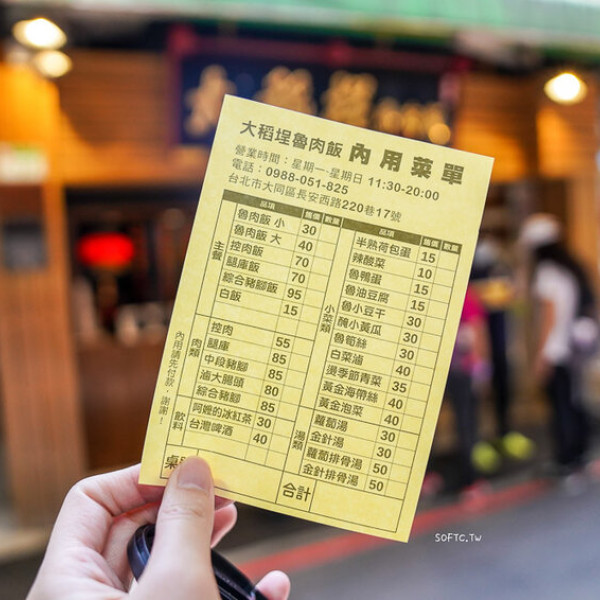 大稻埕魯肉飯 內用菜單
營業時間：星期一-星期日 11:30-20:00
電話：0988-051-825
台北市大同區長安西路220巷17號
品項 售價 數量
主餐
魯肉飯 小 30
魯肉飯 大 40
控肉飯 70
腿庫飯 70
綜合豬腳飯 95
白飯 15
肉類
控肉 55
腿庫 85
中段豬腳 85
滷大腸頭 80
綜合豬腳 85
飲料
阿嬤的冰紅茶 30
台灣啤酒 40
品項 售價 數量
小菜類
半熟荷包蛋 15
辣酸菜 10
魯鴨蛋 15
魯油豆腐 15
魯小豆干 30
醃小黃瓜 30
魯筍絲 30
白菜滷 40
燙季節青菜 35
黃金海帶絲 40
黃金泡菜 40
湯類
蘿蔔湯 30
金針湯 30
蘿蔔排骨湯 50
金針排骨湯 50
桌
合計
內用請先付款，謝謝！
SOFTC.TW